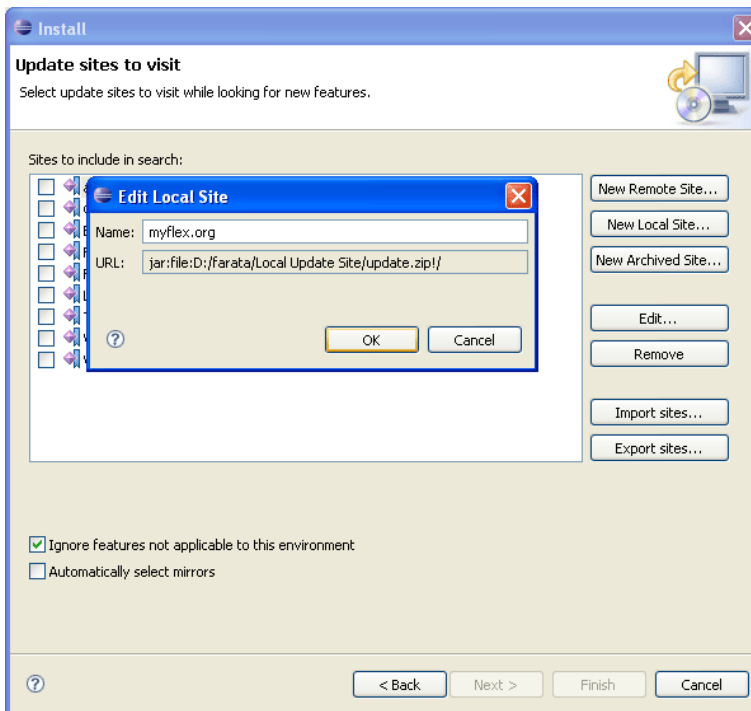 Install
Update sites to visit
Select update sites to visit while looking for new features.
Sites to include in search:
Edit Local Site
Name: myflex.org
URL: jar:file:D:/farata/Local Update Site/update.zip!/
OK Cancel
New Remote Site...
New Local Site...
New Archived Site...
Edit...
Remove
Import sites...
Export sites...
Ignore features not applicable to this environment
Automatically select mirrors
< Back Next > Finish Cancel